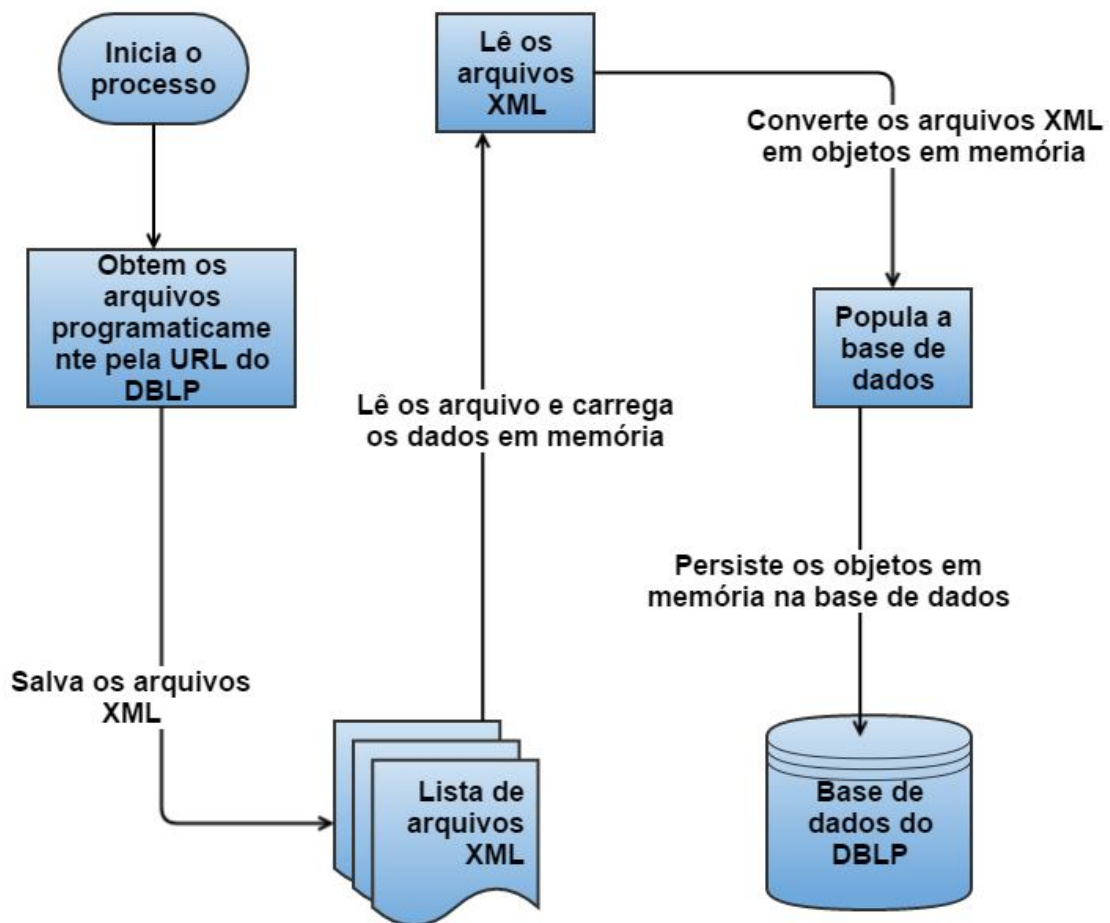 Inicia o
processo
Obtem os
arquivos
programaticame
nte pela URL do
DBLP
Salva os arquivos
XML
Lista de
arquivos
XML
Lê os arquivo e carrega
os dados em memória
Lê os
arquivos
XML
Converte os arquivos XML
em objetos em memória
Popula a
base de
dados
Persiste os objetos em
memória na base de dados
Base de
dados do
DBLP